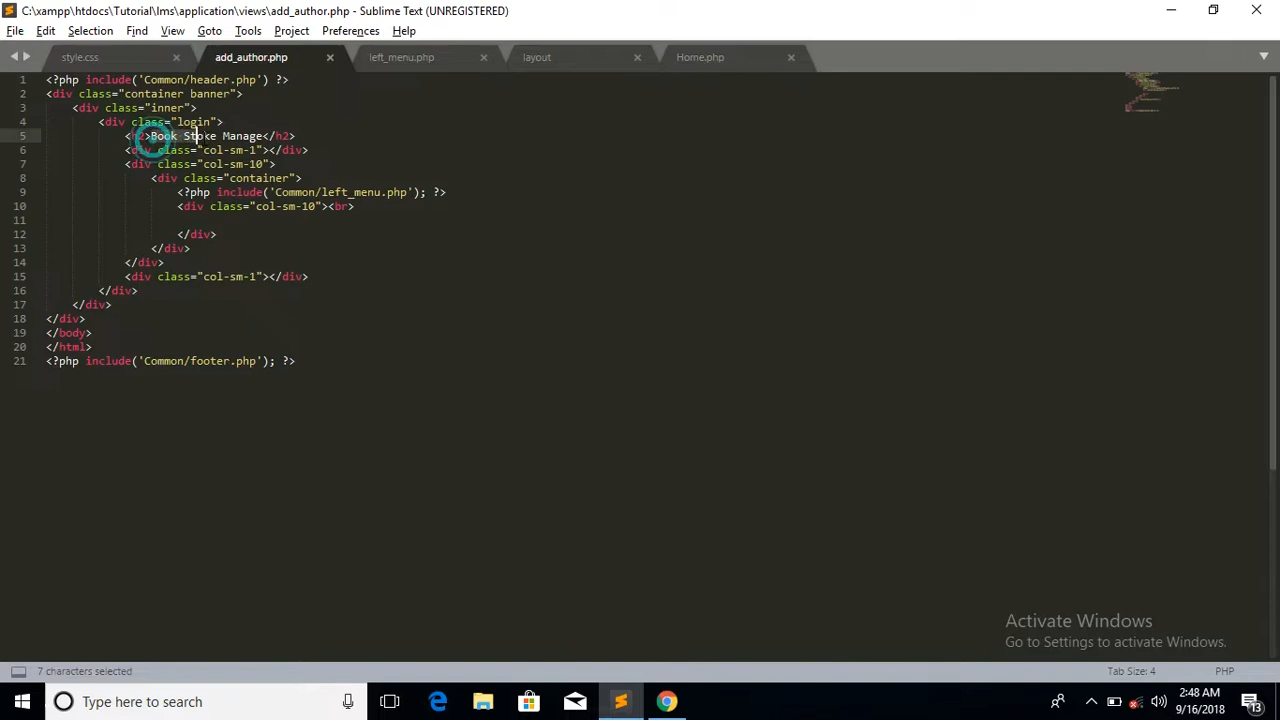 C:\xampp\htdocs\Tutorial\lms\application\views\add_author.php - Sublime Text (UNREGISTERED)
File Edit Selection Find View Goto Tools Project Preferences Help
style.css add_author.php left_menu.php layout Home.php
1 <?php include('Common/header.php') ?>
2 <div class="container banner">
3 <div class="inner">
4 <div class="login">
5 <h2>Book Stoke Manage</h2>
6 <div class="col-sm-1"></div>
7 <div class="col-sm-10">
8 <div class="container">
9 <?php include('Common/left_menu.php'); ?>
10 <div class="col-sm-10"><br>
11
12 </div>
13 </div>
14 </div>
15 <div class="col-sm-1"></div>
16 </div>
17 </div>
18 </div>
19 </body>
20 </html>
21 <?php include('Common/footer.php'); ?>
Activate Windows
Go to Settings to activate Windows.
7 characters selected Tab Size: 4 PHP
Type here to search 2:48 AM
9/16/2018 13